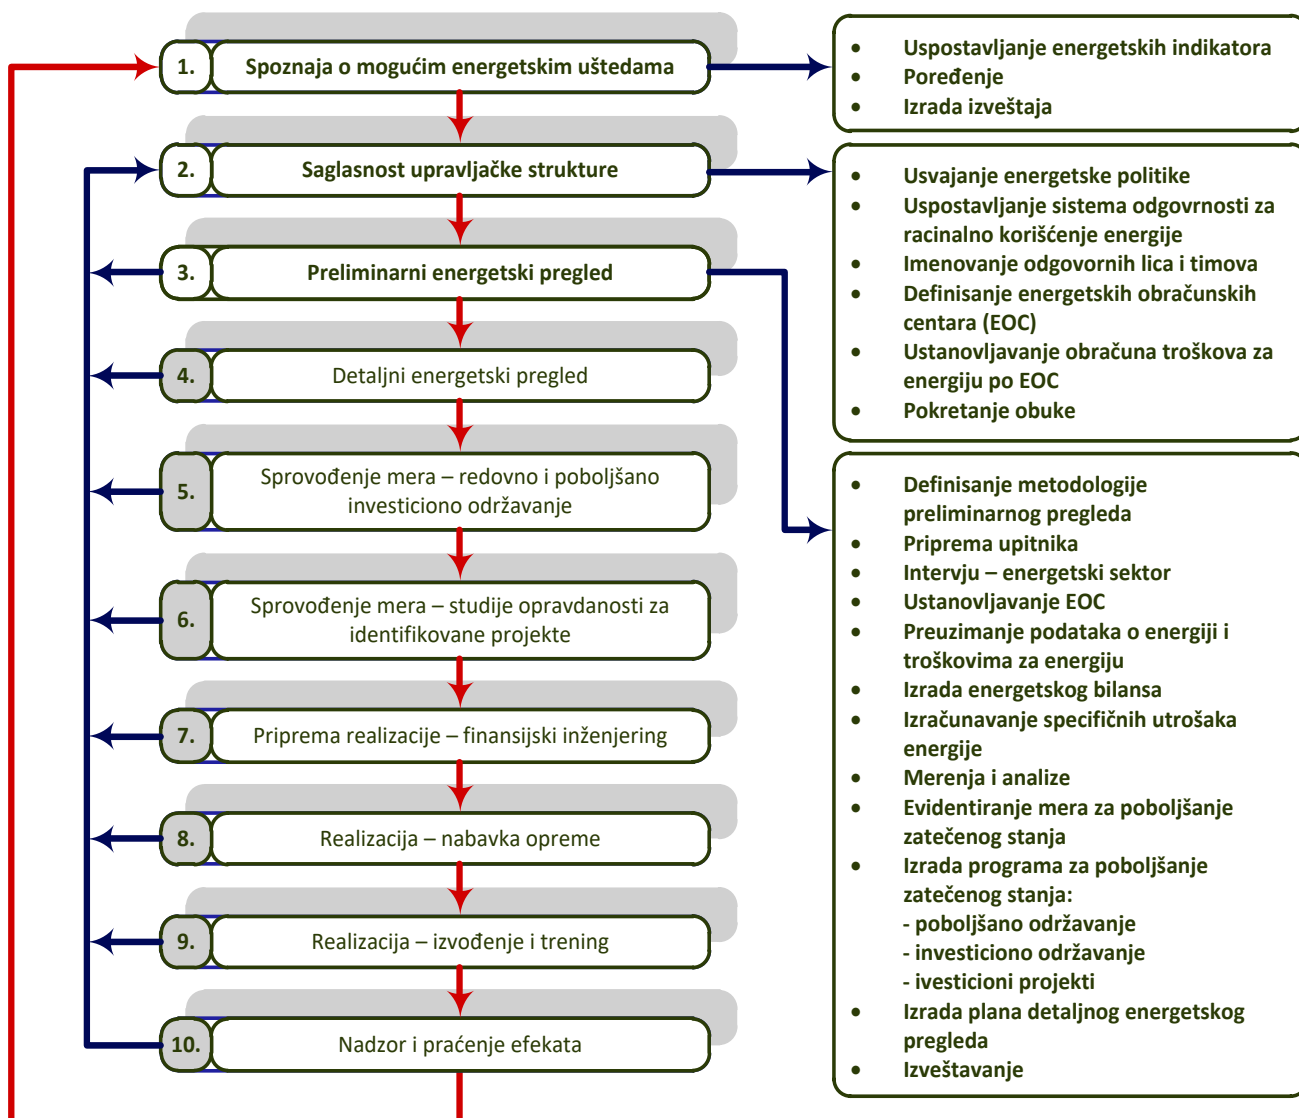 1. Spoznaja o mogućim energetskim uštedama
• Uspostavljanje energetskih indikatora
• Poređenje
• Izrada izveštaja
2. Saglasnost upravljačke strukture
• Usvajanje energetske politike
• Uspostavljanje sistema odgovrnosti za
racinalno korišćenje energije
• Imenovanje odgovornih lica i timova
• Definisanje energetskih obračunskih
centara (EOC)
• Ustanovljavanje obračuna troškova za
energiju po EOC
• Pokretanje obuke
3. Preliminarni energetski pregled
• Definisanje metodologije
preliminarnog pregleda
• Priprema upitnika
• Intervju – energetski sektor
• Ustanovljavanje EOC
• Preuzimanje podataka o energiji i
troškovima za energiju
• Izrada energetskog bilansa
• Izračunavanje specifičnih utrošaka
energije
• Merenja i analize
• Evidentiranje mera za poboljšanje
zatečenog stanja
• Izrada programa za poboljšanje
zatečenog stanja:
- poboljšano održavanje
- investiciono održavanje
- ivesticioni projekti
• Izrada plana detaljnog energetskog
pregleda
• Izveštavanje
4. Detaljni energetski pregled
5. Sprovođenje mera – redovno i poboljšano
investiciono održavanje
6. Sprovođenje mera – studije opravdanosti za
identifikovane projekte
7. Priprema realizacije – finansijski inženjering
8. Realizacija – nabavka opreme
9. Realizacija – izvođenje i trening
10. Nadzor i praćenje efekata